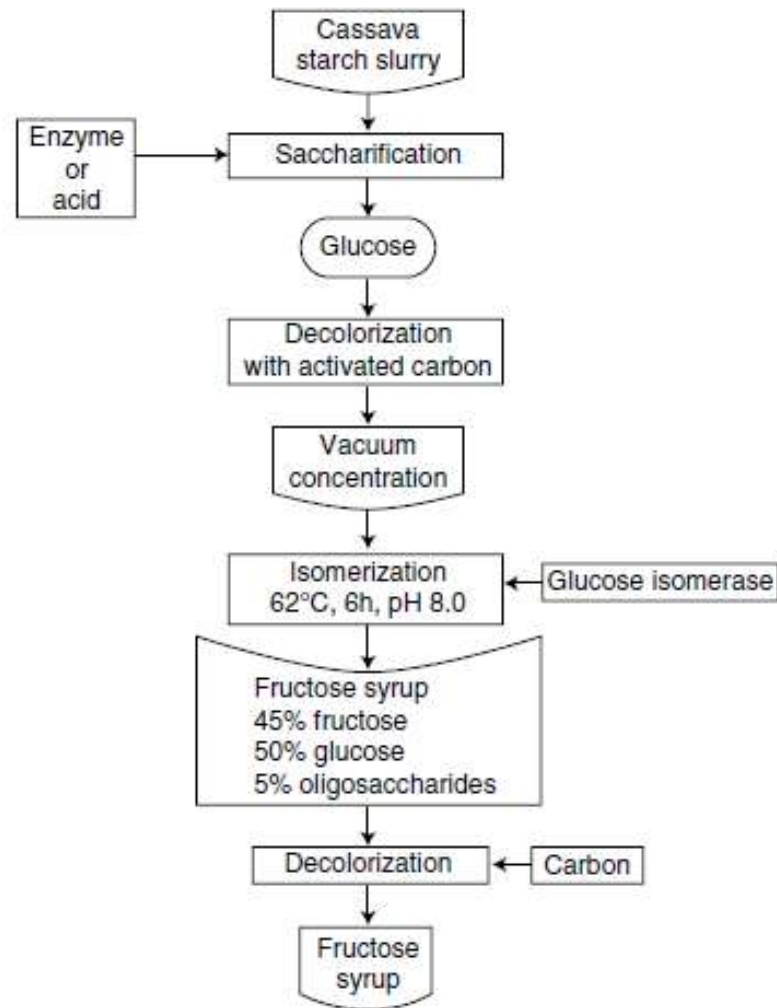 Cassava
starch slurry
Enzyme
or
acid
Saccharification
Glucose
Decolorization
with activated carbon
Vacuum
concentration
Isomerization
62°C, 6h, pH 8.0
Glucose isomerase
Fructose syrup
45% fructose
50% glucose
5% oligosaccharides
Decolorization
Carbon
Fructose
syrup